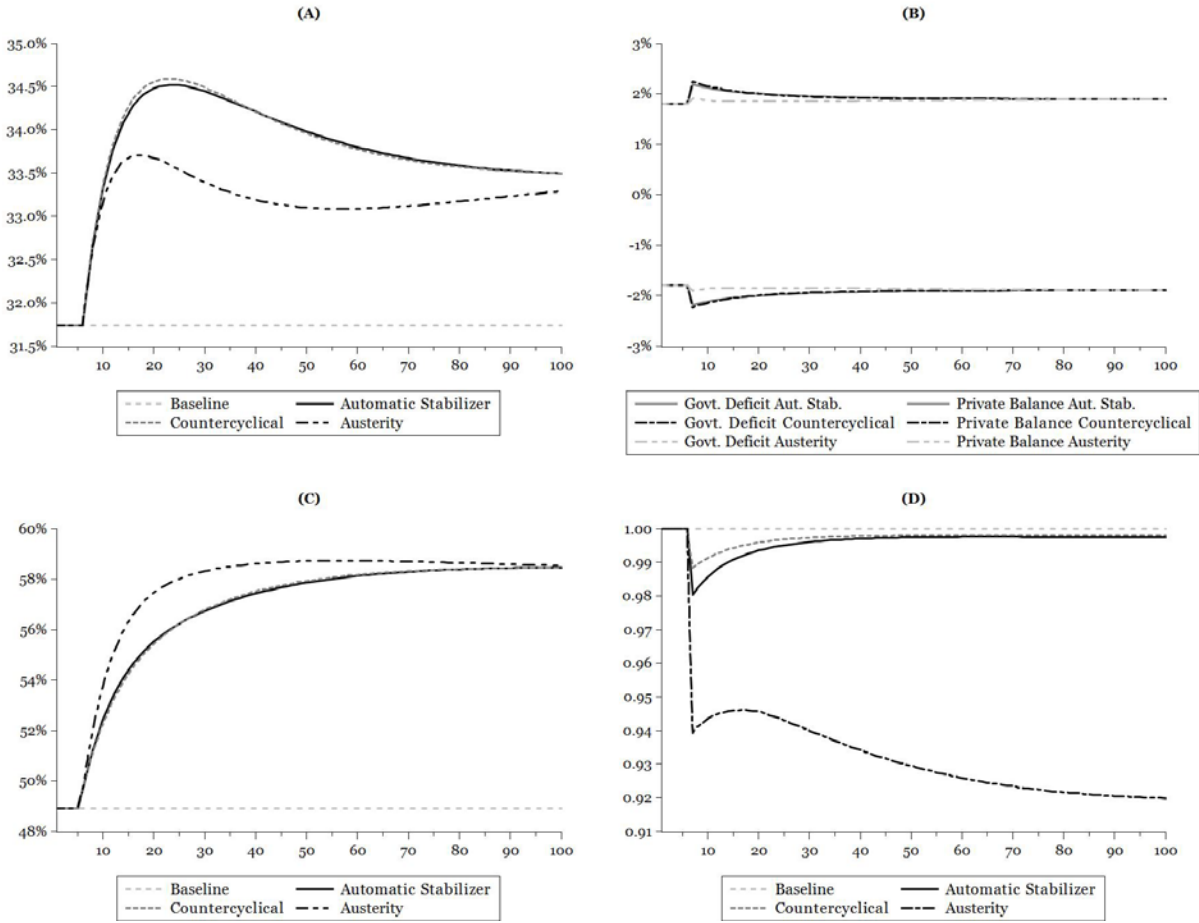 (A)
35.0%
34.5%
34.0%
33.5%
33.0%
32.5%
32.0%
31.5%
10 20 30 40 50 60 70 80 90 100
Baseline Automatic Stabilizer
Countercyclical Austerity
(B)
3%
2%
1%
0%
-1%
-2%
-3%
10 20 30 40 50 60 70 80 90 100
Govt. Deficit Aut. Stab. Private Balance Aut. Stab.
Govt. Deficit Countercyclical Private Balance Countercyclical
Govt. Deficit Austerity Private Balance Austerity
(C)
60%
58%
56%
54%
52%
50%
48%
10 20 30 40 50 60 70 80 90 100
Baseline Automatic Stabilizer
Countercyclical Austerity
(D)
1.00
0.99
0.98
0.97
0.96
0.95
0.94
0.93
0.92
0.91
10 20 30 40 50 60 70 80 90 100
Baseline Automatic Stabilizer
Countercyclical Austerity